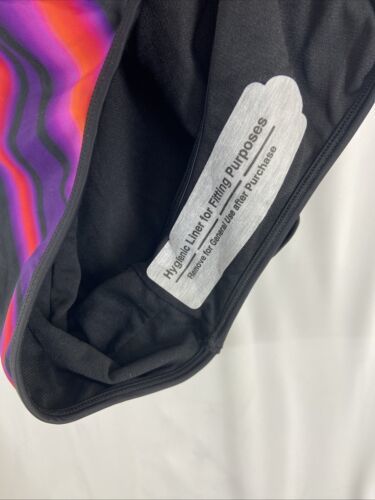 Hygienic Liner for Fitting Purposes
Remove for General Use after Purchase